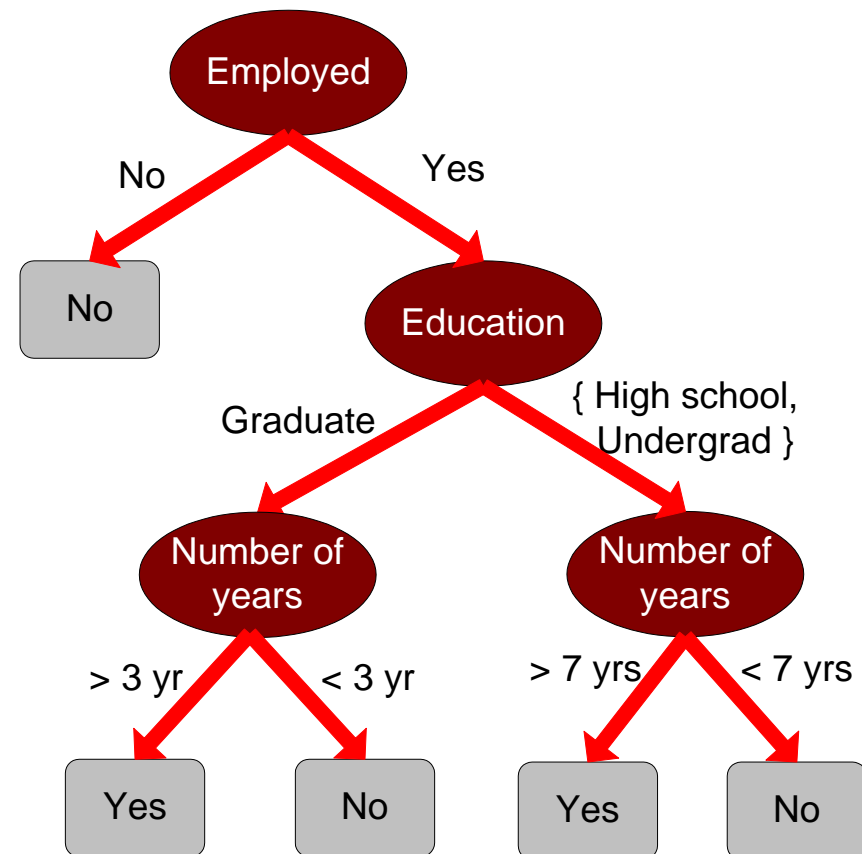 Employed
No
Yes
No
Education
Graduate
{ High school,
Undergrad }
Number of
years
Number of
years
> 3 yr
< 3 yr
> 7 yrs
< 7 yrs
Yes
No
Yes
No